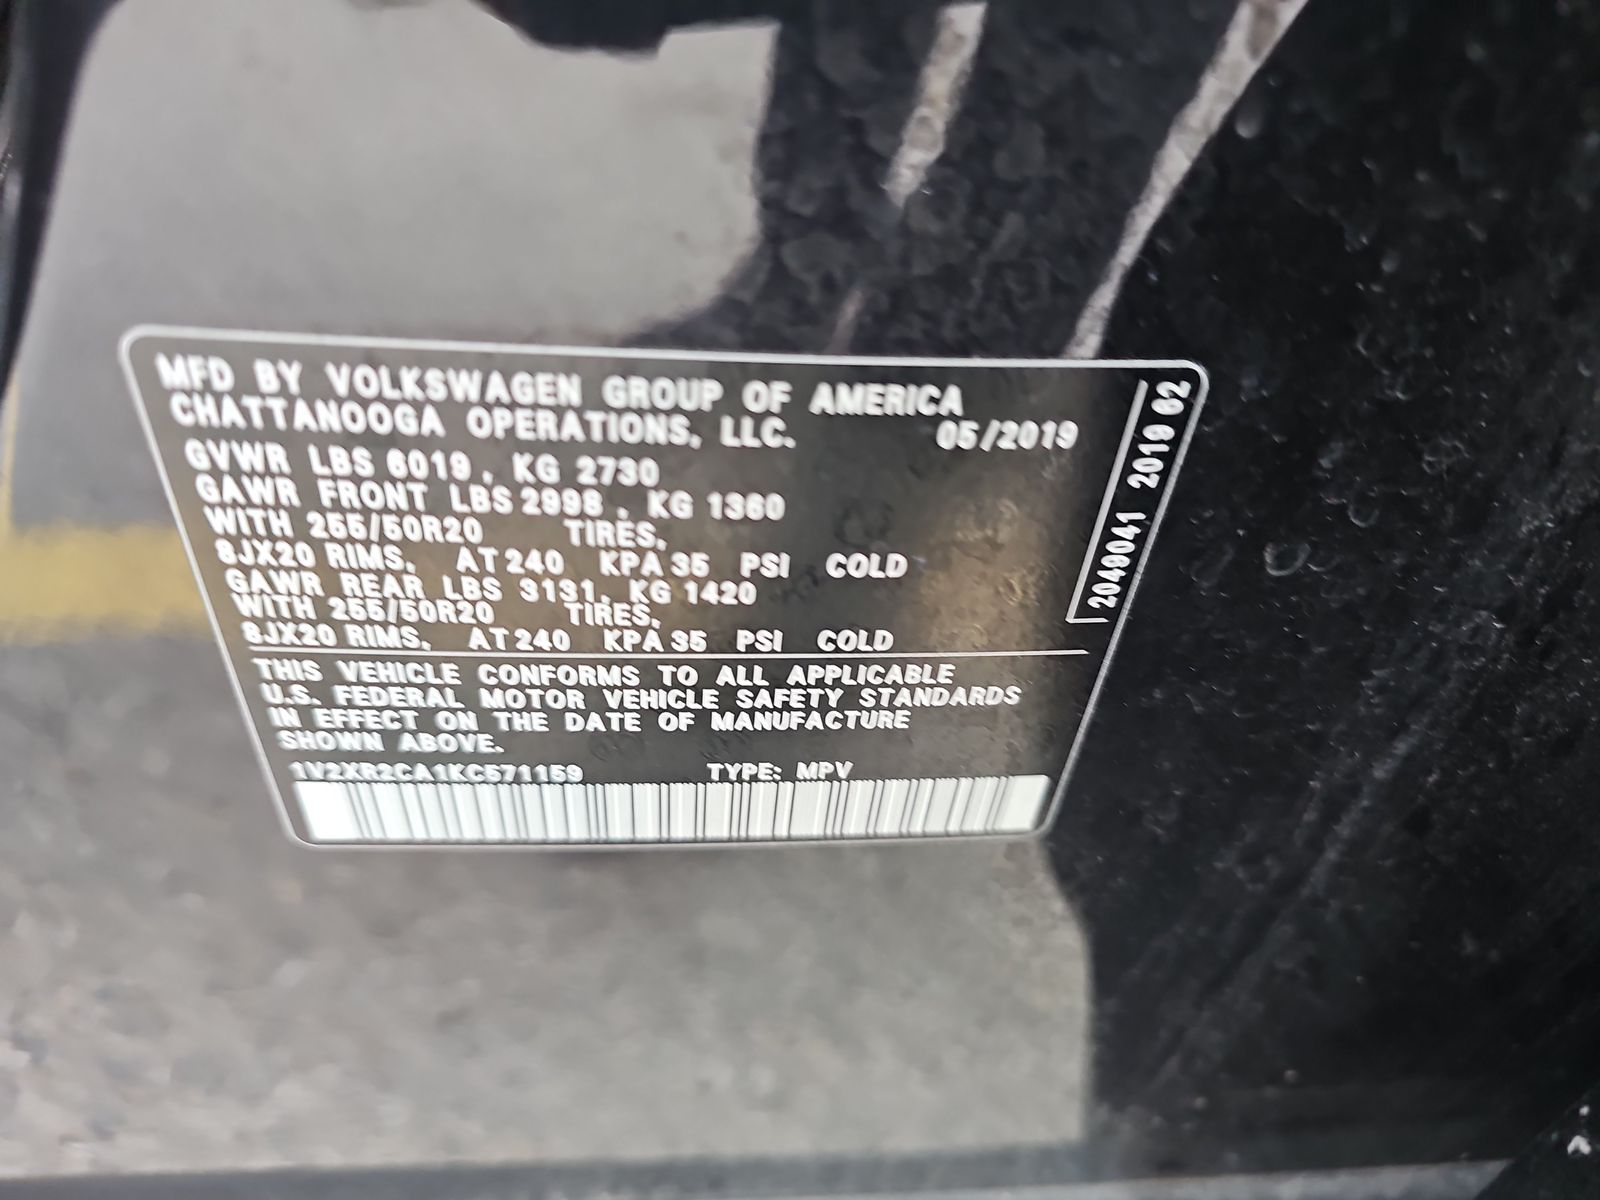 MFD BY VOLKSWAGEN GROUP OF AMERICA
CHATTANOOGA OPERATIONS, LLC. 05/2019
GVWR LBS 6019, KG 2730
GAWR FRONT LBS 2998, KG 1360
WITH 255/50R20 TIRES,
8JX20 RIMS, AT 240 KPA 35 PSI COLD
GAWR REAR LBS 3131, KG 1420
WITH 255/50R20 TIRES,
8JX20 RIMS, AT 240 KPA 35 PSI COLD
THIS VEHICLE CONFORMS TO ALL APPLICABLE
U.S. FEDERAL MOTOR VEHICLE SAFETY STANDARDS
IN EFFECT ON THE DATE OF MANUFACTURE
SHOWN ABOVE.
1V2XR2CA1KC571159 TYPE: MPV
2049041 2019 02